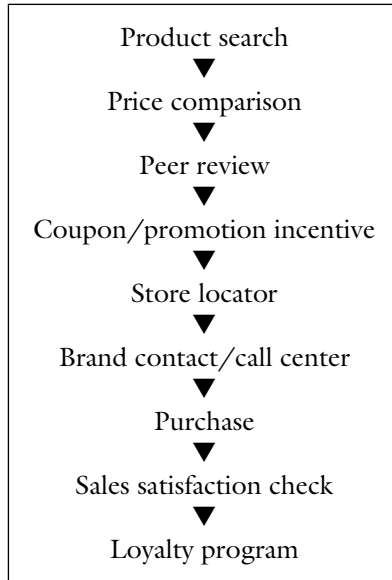 Product search
Price comparison
Peer review
Coupon/promotion incentive
Store locator
Brand contact/call center
Purchase
Sales satisfaction check
Loyalty program